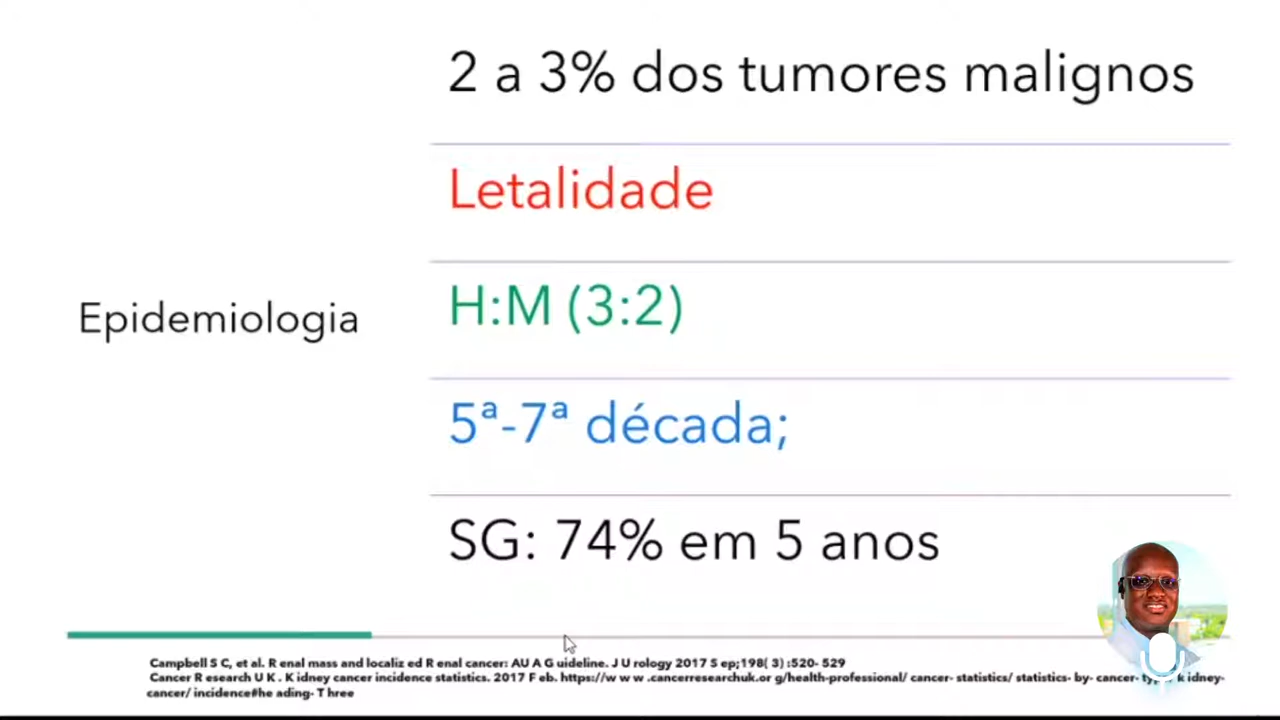 2 a 3% dos tumores malignos
Letalidade
H:M (3:2)
Epidemiologia
5ª-7ª década;
SG: 74% em 5 anos
Campbell S C, et al. R enal mass and localiz ed R enal cancer: AU A G uideline. J U rology 2017 S ep;198( 3) :520- 529
Cancer R esearch U K . K idney cancer incidence statistics. 2017 F eb. https://w w w .cancerresearchuk.or g/health-professional/ cancer- statistics/ statistics- by- cancer- k idney-
cancer/ incidence#he ading- T hree